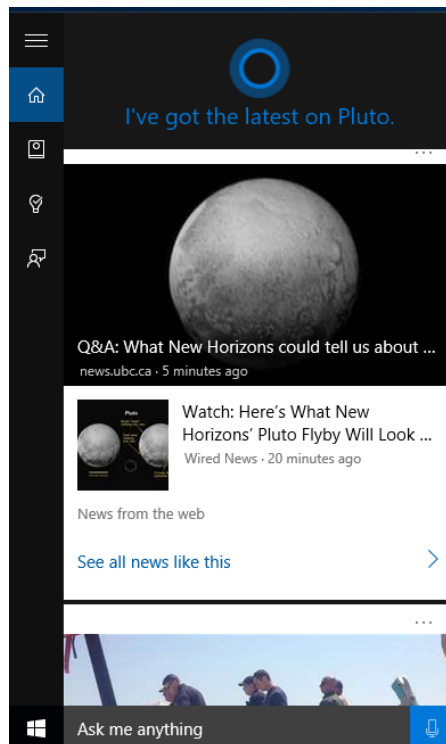 I've got the latest on Pluto.
Q&A: What New Horizons could tell us about ...
news.ubc.ca · 5 minutes ago
Pluto
Watch: Here's What New
Horizons' Pluto Flyby Will Look ...
Wired News · 20 minutes ago
News from the web
See all news like this
Ask me anything